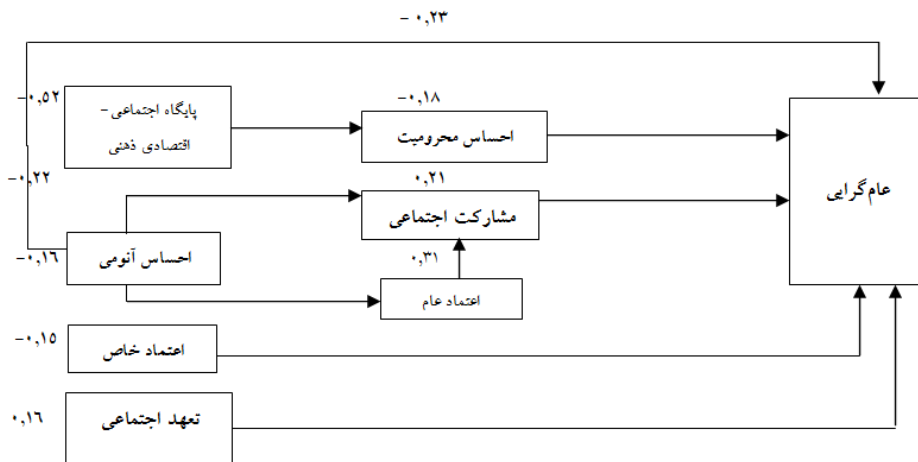 - ۰,۲۳
-۰,۵۲
پایگاه اجتماعی-
اقتصادی ذهنی
-۰,۱۸
احساس محرومیت
عام‌گرایی
-۰,۲۲
۰,۲۱
مشارکت اجتماعی
-۰,۱۶
احساس آنومی
۰,۳۱
اعتماد عام
-۰,۱۵
اعتماد خاص
۰,۱۶
تعهد اجتماعی